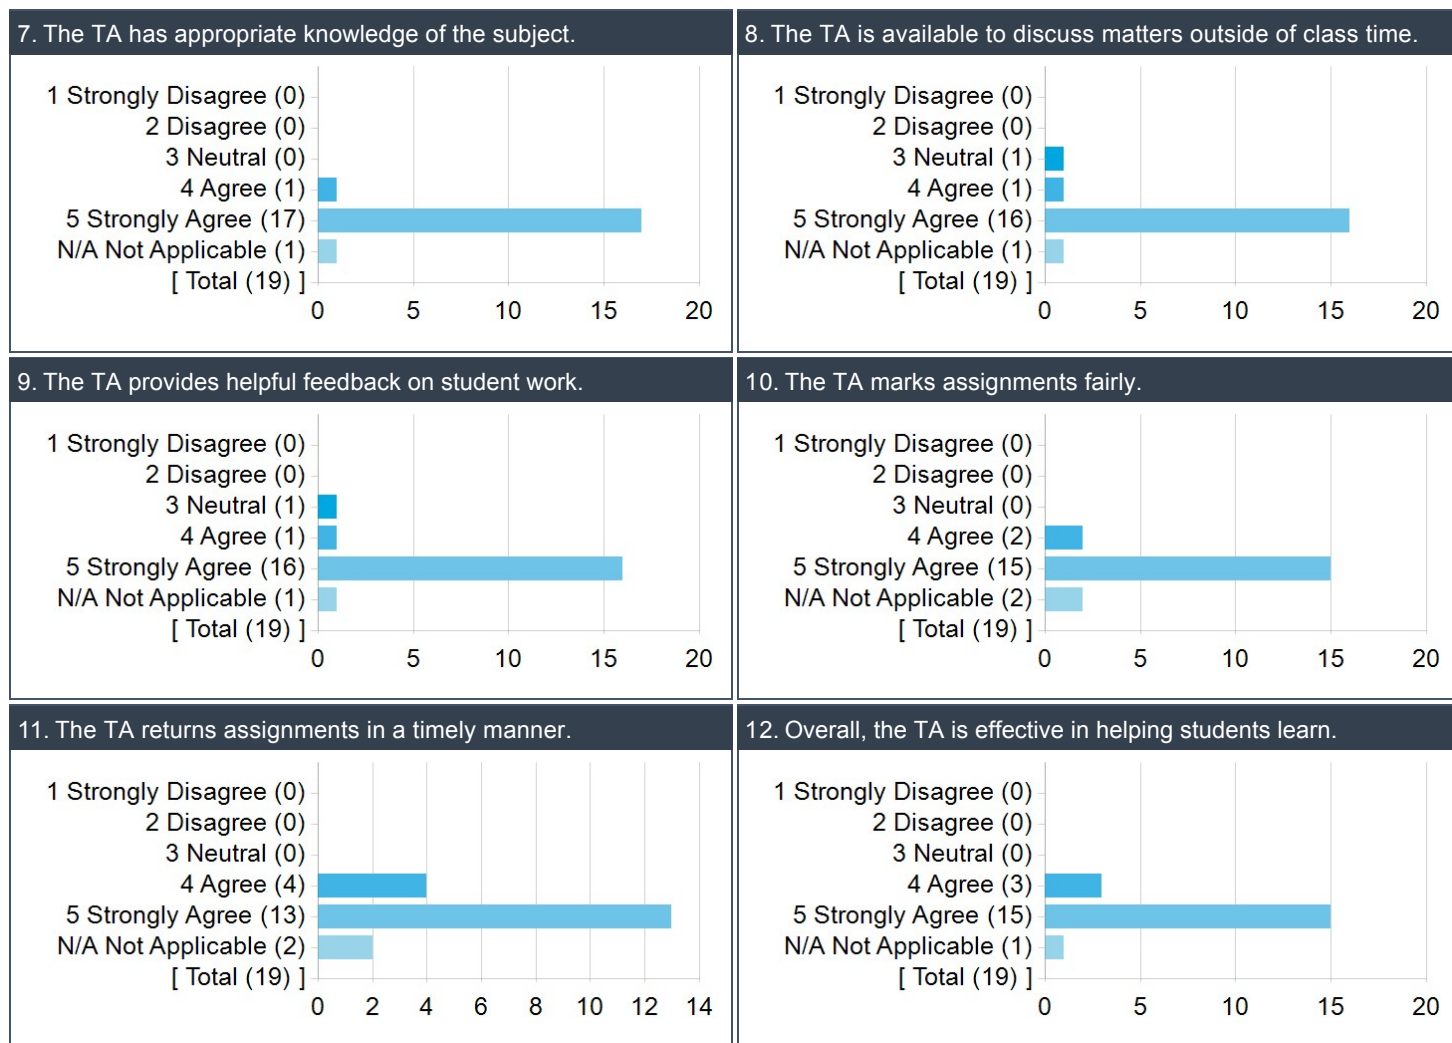 7. The TA has appropriate knowledge of the subject.
1 Strongly Disagree (0)
2 Disagree (0)
3 Neutral (0)
4 Agree (1)
5 Strongly Agree (17)
N/A Not Applicable (1)
[ Total (19) ]
0 5 10 15 20
8. The TA is available to discuss matters outside of class time.
1 Strongly Disagree (0)
2 Disagree (0)
3 Neutral (1)
4 Agree (1)
5 Strongly Agree (16)
N/A Not Applicable (1)
[ Total (19) ]
0 5 10 15 20
9. The TA provides helpful feedback on student work.
1 Strongly Disagree (0)
2 Disagree (0)
3 Neutral (1)
4 Agree (1)
5 Strongly Agree (16)
N/A Not Applicable (1)
[ Total (19) ]
0 5 10 15 20
10. The TA marks assignments fairly.
1 Strongly Disagree (0)
2 Disagree (0)
3 Neutral (0)
4 Agree (2)
5 Strongly Agree (15)
N/A Not Applicable (2)
[ Total (19) ]
0 5 10 15 20
11. The TA returns assignments in a timely manner.
1 Strongly Disagree (0)
2 Disagree (0)
3 Neutral (0)
4 Agree (4)
5 Strongly Agree (13)
N/A Not Applicable (2)
[ Total (19) ]
0 2 4 6 8 10 12 14
12. Overall, the TA is effective in helping students learn.
1 Strongly Disagree (0)
2 Disagree (0)
3 Neutral (0)
4 Agree (3)
5 Strongly Agree (15)
N/A Not Applicable (1)
[ Total (19) ]
0 5 10 15 20